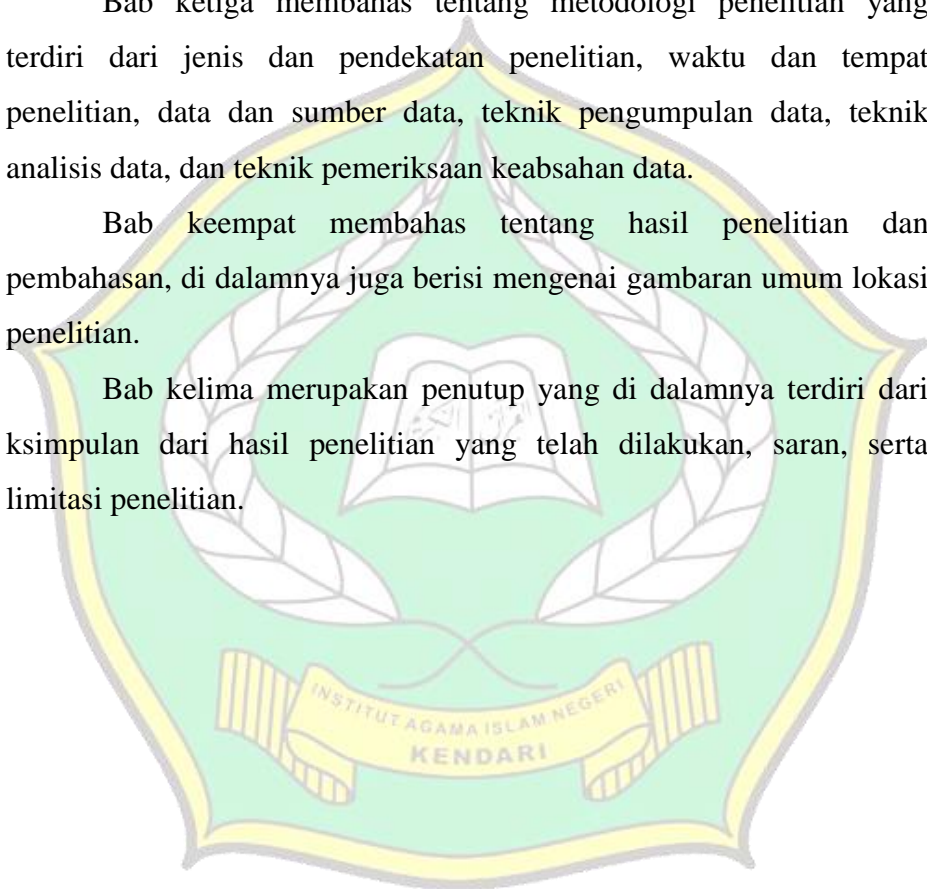 Bab ketiga membahas tentang metodologi penelitian yang
terdiri dari jenis dan pendekatan penelitian, waktu dan tempat
penelitian, data dan sumber data, teknik pengumpulan data, teknik
analisis data, dan teknik pemeriksaan keabsahan data.
Bab keempat membahas tentang hasil penelitian dan
pembahasan, di dalamnya juga berisi mengenai gambaran umum lokasi
penelitian.
Bab kelima merupakan penutup yang di dalamnya terdiri dari
ksimpulan dari hasil penelitian yang telah dilakukan, saran, serta
limitasi penelitian.
INSTITUT AGAMA ISLAM NEGERI
KENDARI